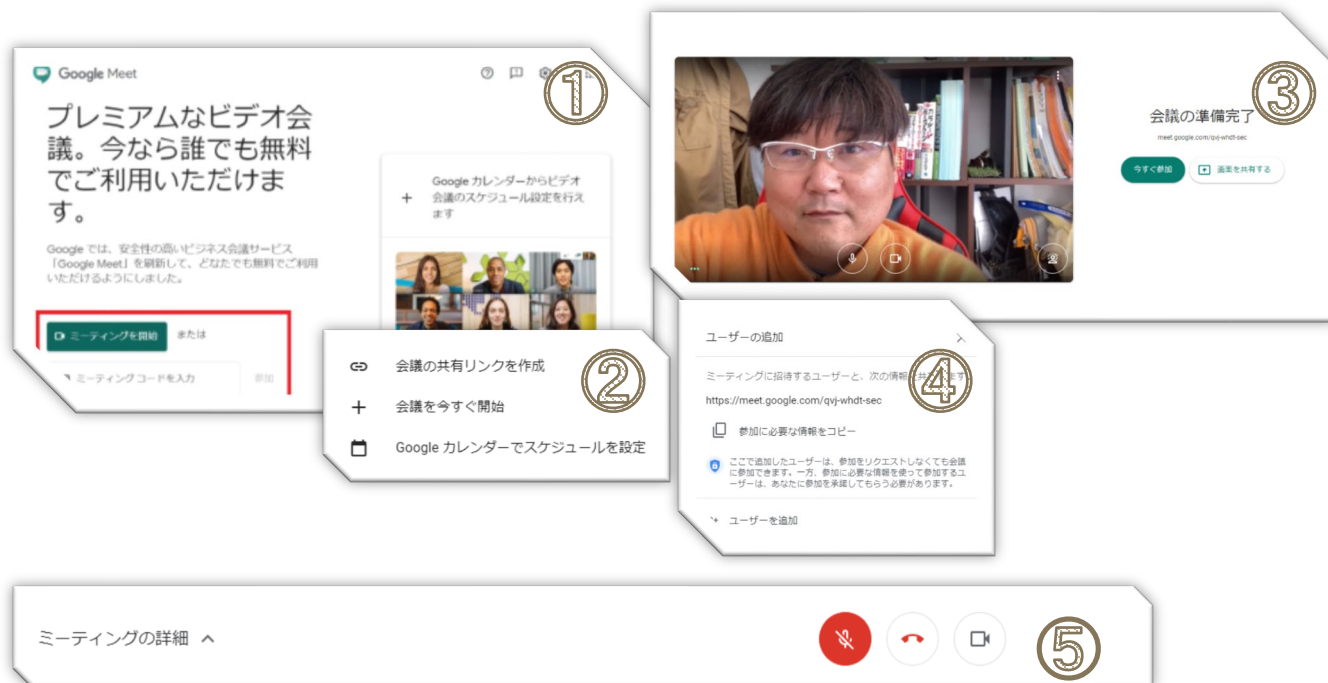 Google Meet
①
プレミアムなビデオ会
議。今なら誰でも無料
でご利用いただけま
す。
Google では、安全性の高いビジネス会議サービス
「Google Meet」を刷新して、どなたでも無料でご利用
いただけるようにしました。
ミーティングを開始 または
ミーティング コードを入力 参加
Google カレンダーからビデオ
会議のスケジュール設定を行え
ます
②
会議の共有リンクを作成
会議を今すぐ開始
Google カレンダーでスケジュールを設定
③
会議の準備完了
meet.google.com/qvj-whdt-sec
今すぐ参加 画面を共有する
④
ユーザーの追加
ミーティングに招待するユーザーと、次の情報 ます
https://meet.google.com/qvj-whdt-sec
参加に必要な情報をコピー
ここで追加したユーザーは、参加をリクエストしなくても会議
に参加できます。一方、参加に必要な情報を使って参加するユ
ーザーは、あなたに参加を承諾してもらう必要があります。
ユーザーを追加
ミーティングの詳細
⑤